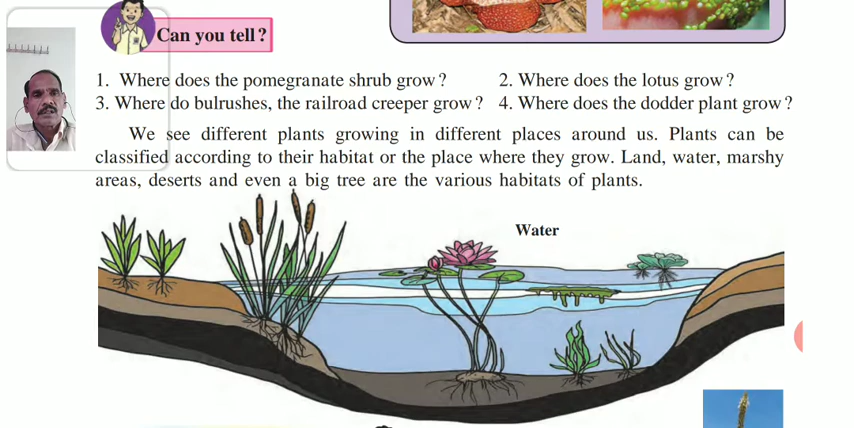 Can you tell?
1. Where does the pomegranate shrub grow? 2. Where does the lotus grow?
3. Where do bulrushes, the railroad creeper grow? 4. Where does the dodder plant grow?
We see different plants growing in different places around us. Plants can be
classified according to their habitat or the place where they grow. Land, water, marshy
areas, deserts and even a big tree are the various habitats of plants.
Water